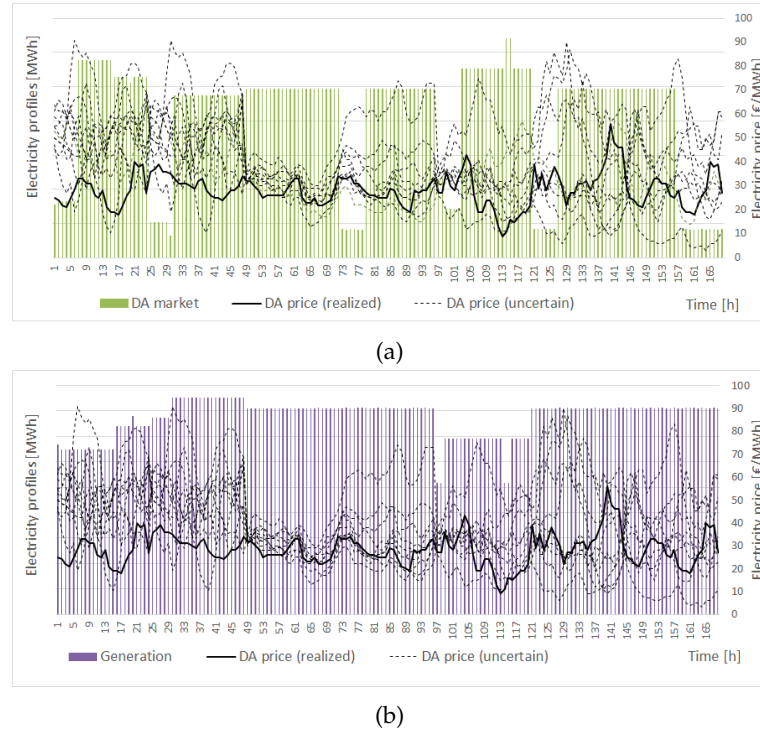 100
90
80
70
60
50
40
30
20
10
0
Electricity profiles [MWh]
Electricity price [€/MWh]
1 5 9 13 17 21 25 29 33 37 41 45 49 53 57 61 65 69 73 77 81 85 89 93 97 101 105 109 113 117 121 125 129 133 137 141 145 149 153 157 161 165
DA market DA price (realized) DA price (uncertain) Time [h]
(a)
100
90
80
70
60
50
40
30
20
10
0
Electricity profiles [MWh]
Electricity price [€/MWh]
1 5 9 13 17 21 25 29 33 37 41 45 49 53 57 61 65 69 73 77 81 85 89 93 97 101 105 109 113 117 121 125 129 133 137 141 145 149 153 157 161 165
Generation DA price (realized) DA price (uncertain) Time [h]
(b)